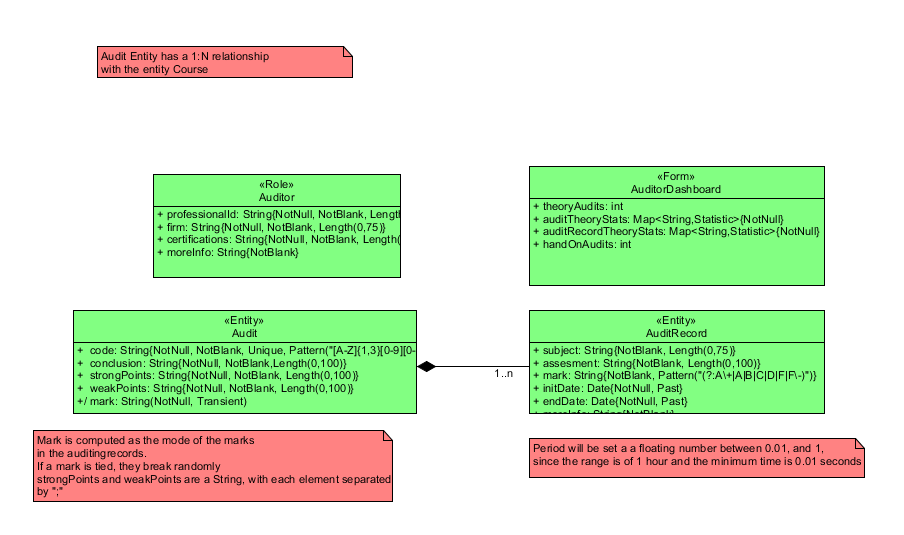 Audit Entity has a 1:N relationship
with the entity Course
«Role»
Auditor
+ professionalId: String{NotNull, NotBlank, Length
+ firm: String{NotNull, NotBlank, Length(0,75)}
+ certifications: String{NotNull, NotBlank, Length(
+ moreInfo: String{NotBlank}
«Form»
AuditorDashboard
+ theoryAudits: int
+ auditTheoryStats: Map<String,Statistic>{NotNull}
+ auditRecordTheoryStats: Map<String,Statistic>{NotNull}
+ handOnAudits: int
«Entity»
Audit
+ code: String{NotNull, NotBlank, Unique, Pattern("[A-Z]{1,3}[0-9][0-
+ conclusion: String{NotNull, NotBlank,Length(0,100)}
+ strongPoints: String{NotNull, NotBlank, Length(0,100)}
+ weakPoints: String{NotNull, NotBlank, Length(0,100)}
+/ mark: String(NotNull, Transient)
1..n
«Entity»
AuditRecord
+ subject: String{NotBlank, Length(0,75)}
+ assesment: String{NotBlank, Length(0,100)}
+ mark: String{NotBlank, Pattern("(?:A\+|A|B|C|D|F|F\-)")}
+ initDate: Date{NotNull, Past}
+ endDate: Date{NotNull, Past}
+ moreInfo: String{NotBlank}
Mark is computed as the mode of the marks
in the auditingrecords.
If a mark is tied, they break randomly
strongPoints and weakPoints are a String, with each element separated
by ";"
Period will be set a a floating number between 0.01, and 1,
since the range is of 1 hour and the minimum time is 0.01 seconds